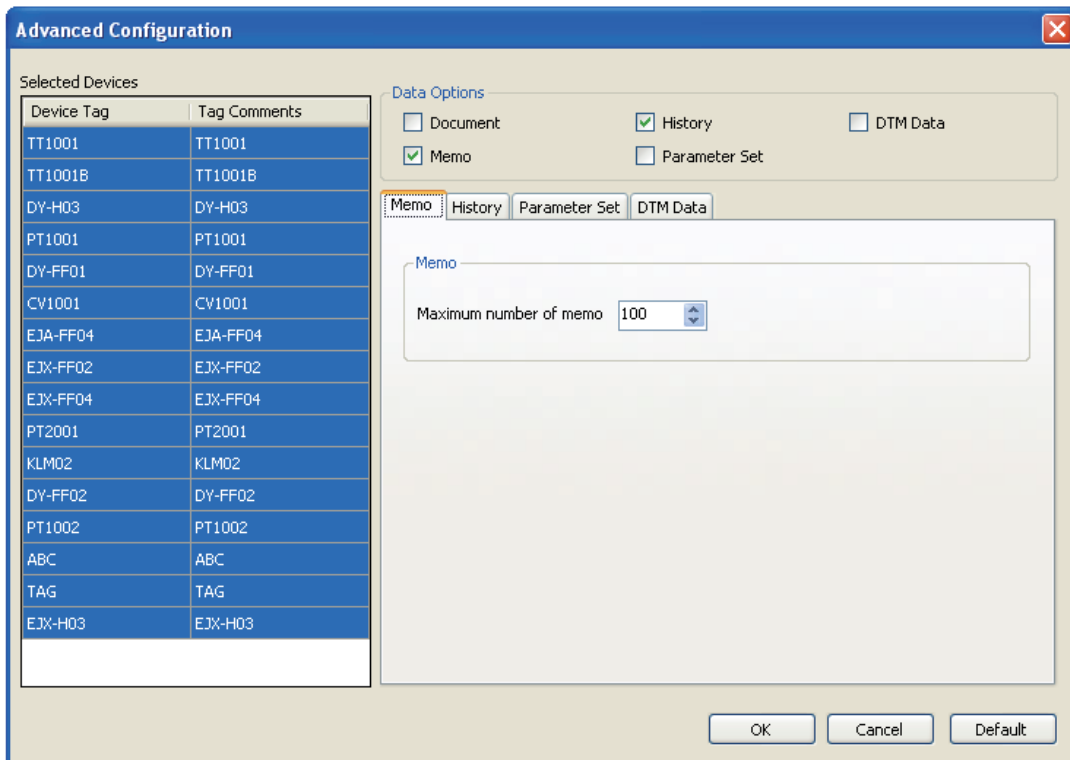 Advanced Configuration
Selected Devices
Device Tag Tag Comments
TT1001 TT1001
TT1001B TT1001B
DY-H03 DY-H03
PT1001 PT1001
DY-FF01 DY-FF01
CV1001 CV1001
EJA-FF04 EJA-FF04
EJX-FF02 EJX-FF02
EJX-FF04 EJX-FF04
PT2001 PT2001
KLM02 KLM02
DY-FF02 DY-FF02
PT1002 PT1002
ABC ABC
TAG TAG
EJX-H03 EJX-H03
Data Options
Document History DTM Data
Memo Parameter Set
Memo History Parameter Set DTM Data
Memo
Maximum number of memo 100
OK Cancel Default